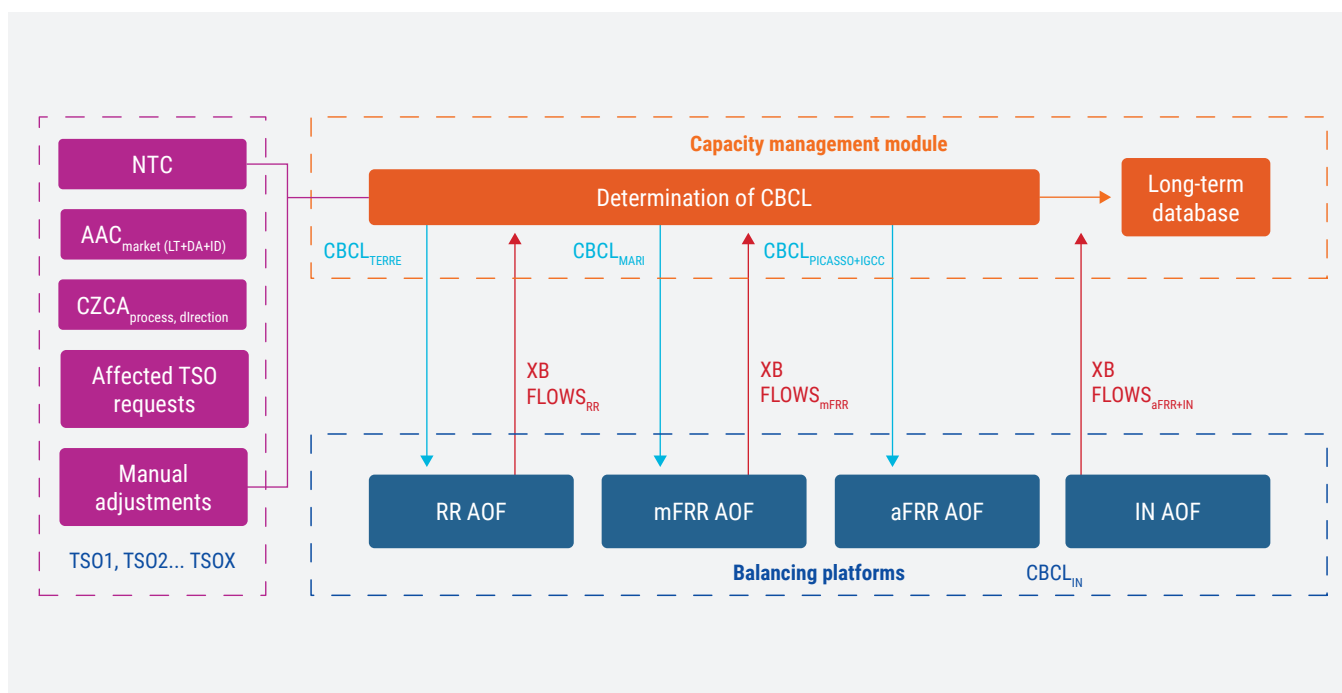 NTC
AAC market (LT+DA+ID)
CZCA process, dIrection
Affected TSO
requests
Manual
adjustments
TSO1, TSO2... TSOX
Capacity management module
Determination of CBCL
Long-term
database
CBCL TERRE
CBCL MARI
CBCL PICASSO+IGCC
XB
FLOWS RR
XB
FLOWS mFRR
XB
FLOWS aFRR+IN
RR AOF
mFRR AOF
aFRR AOF
IN AOF
Balancing platforms
CBCL IN